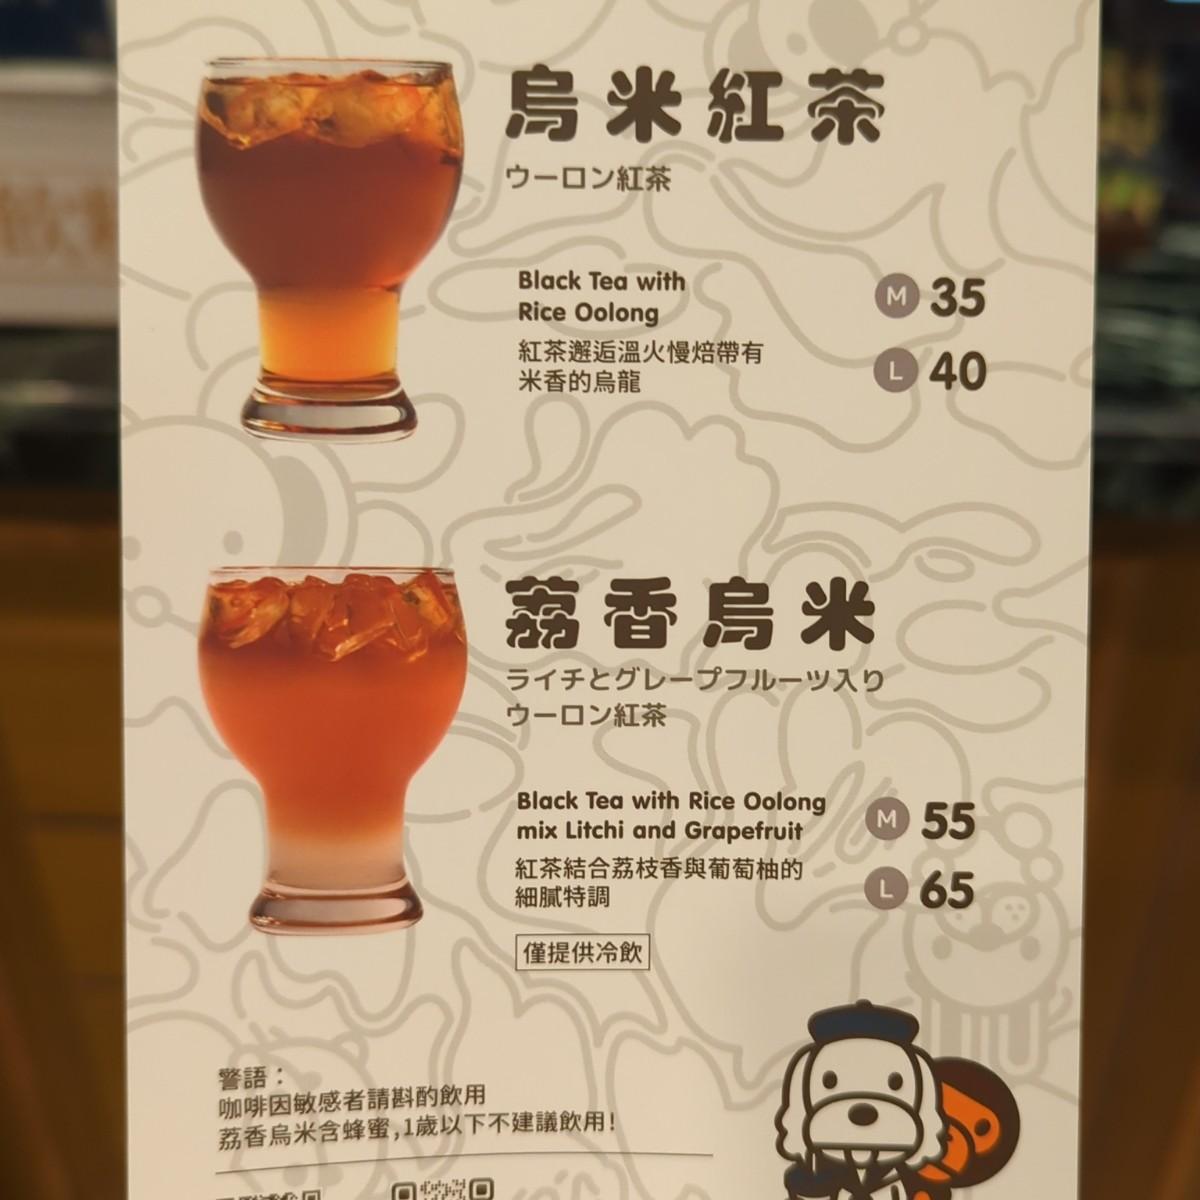 烏米紅茶
ウーロン紅茶
Black Tea with
Rice Oolong
紅茶邂逅溫火慢焙帶有
米香的烏龍
M 35
L 40
荔香烏米
ライチとグレープフルーツ入り
ウーロン紅茶
Black Tea with Rice Oolong
mix Litchi and Grapefruit
紅茶結合荔枝香與葡萄柚的
細膩特調
M 55
L 65
僅提供冷飲
警語：
咖啡因敏感者請斟酌飲用
荔香烏米含蜂蜜,1歲以下不建議飲用!